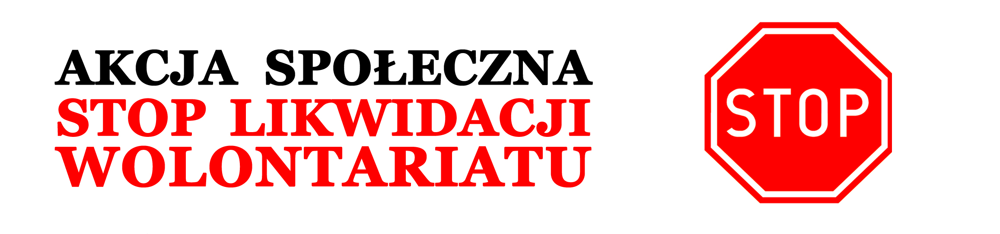 AKCJA SPOŁECZNA
STOP LIKWIDACJI
WOLONTARIATU
STOP